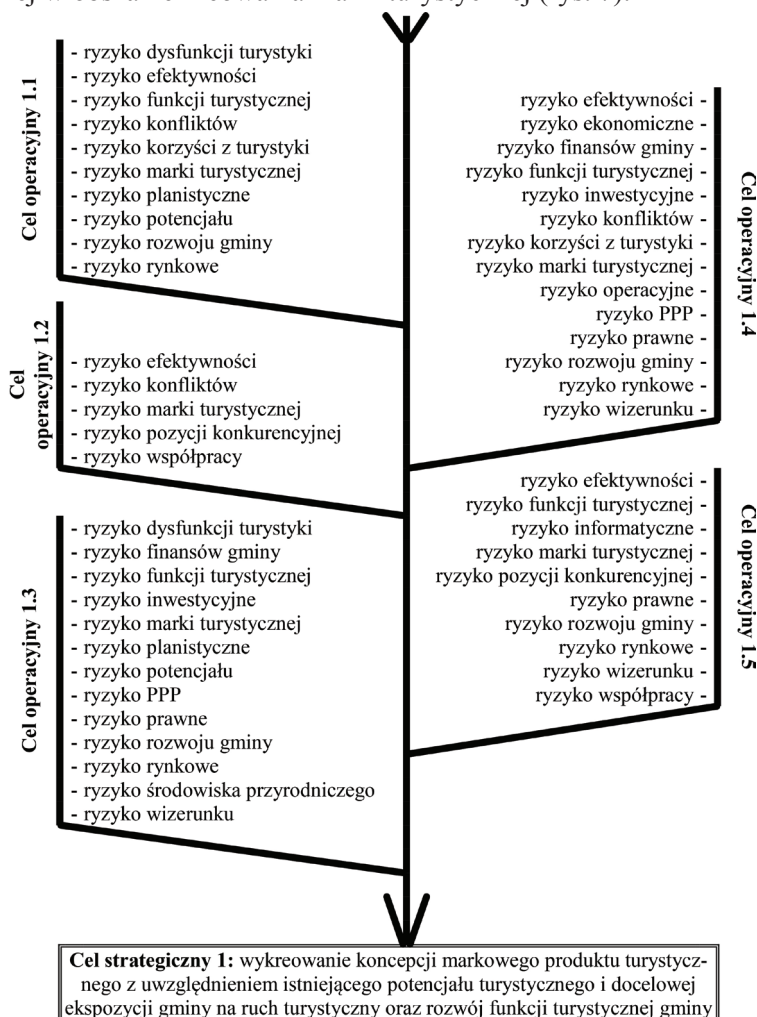 Cel operacyjny 1.1
- ryzyko dysfunkcji turystyki
- ryzyko efektywności
- ryzyko funkcji turystycznej
- ryzyko konfliktów
- ryzyko korzyści z turystyki
- ryzyko marki turystycznej
- ryzyko planistyczne
- ryzyko potencjału
- ryzyko rozwoju gminy
- ryzyko rynkowe
Cel
operacyjny 1.2
- ryzyko efektywności
- ryzyko konfliktów
- ryzyko marki turystycznej
- ryzyko pozycji konkurencyjnej
- ryzyko współpracy
Cel operacyjny 1.3
- ryzyko dysfunkcji turystyki
- ryzyko finansów gminy
- ryzyko funkcji turystycznej
- ryzyko inwestycyjne
- ryzyko marki turystycznej
- ryzyko planistyczne
- ryzyko potencjału
- ryzyko PPP
- ryzyko prawne
- ryzyko rozwoju gminy
- ryzyko rynkowe
- ryzyko środowiska przyrodniczego
- ryzyko wizerunku
Cel operacyjny 1.4
ryzyko efektywności -
ryzyko ekonomiczne -
ryzyko finansów gminy -
ryzyko funkcji turystycznej -
ryzyko inwestycyjne -
ryzyko konfliktów -
ryzyko korzyści z turystyki -
ryzyko marki turystycznej -
ryzyko operacyjne -
ryzyko PPP -
ryzyko prawne -
ryzyko rozwoju gminy -
ryzyko rynkowe -
ryzyko wizerunku -
Cel operacyjny 1.5
ryzyko efektywności -
ryzyko funkcji turystycznej -
ryzyko informatyczne -
ryzyko marki turystycznej -
ryzyko pozycji konkurencyjnej -
ryzyko prawne -
ryzyko rozwoju gminy -
ryzyko rynkowe -
ryzyko wizerunku -
ryzyko współpracy -
Cel strategiczny 1: wykreowanie koncepcji markowego produktu turystycz-
nego z uwzględnieniem istniejącego potencjału turystycznego i docelowej
ekspozycji gminy na ruch turystyczny oraz rozwój funkcji turystycznej gminy